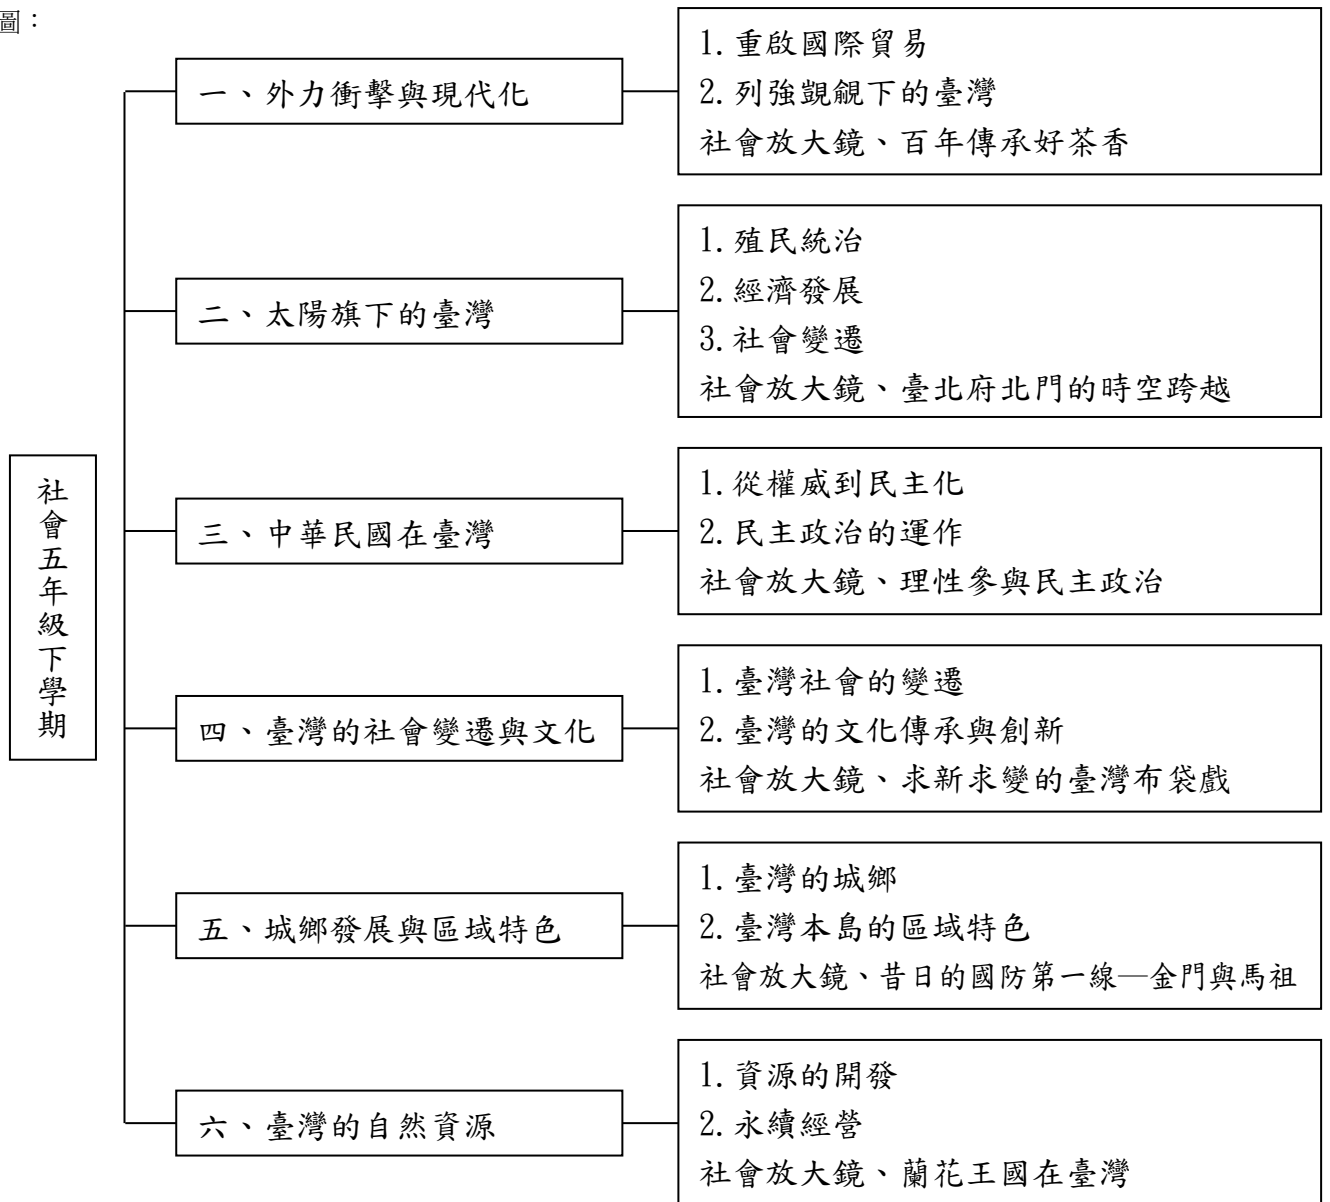 圖：
社會五年級下學期
一、外力衝擊與現代化
1.重啟國際貿易
2.列強覬覦下的臺灣
社會放大鏡、百年傳承好茶香
二、太陽旗下的臺灣
1.殖民統治
2.經濟發展
3.社會變遷
社會放大鏡、臺北府北門的時空跨越
三、中華民國在臺灣
1.從權威到民主化
2.民主政治的運作
社會放大鏡、理性參與民主政治
四、臺灣的社會變遷與文化
1.臺灣社會的變遷
2.臺灣的文化傳承與創新
社會放大鏡、求新求變的臺灣布袋戲
五、城鄉發展與區域特色
1.臺灣的城鄉
2.臺灣本島的區域特色
社會放大鏡、昔日的國防第一線—金門與馬祖
六、臺灣的自然資源
1.資源的開發
2.永續經營
社會放大鏡、蘭花王國在臺灣